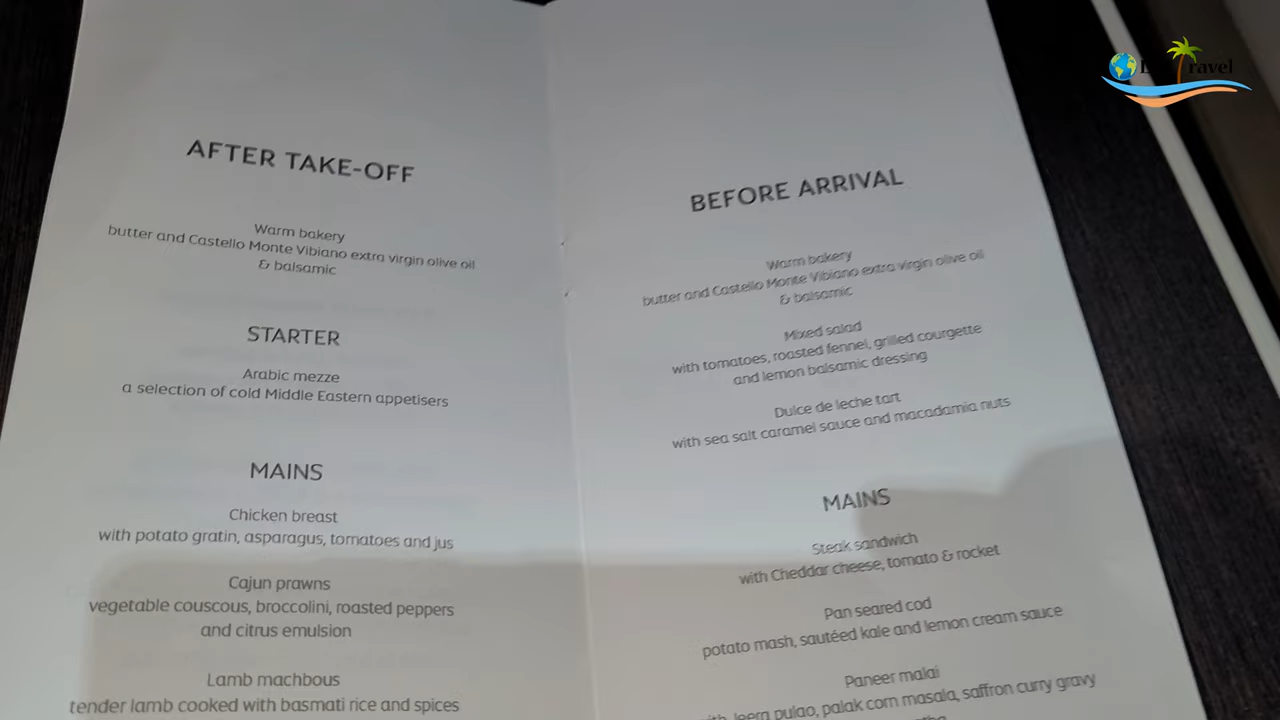 AFTER TAKE-OFF
Warm bakery
butter and Castello Monte Vibiano extra virgin olive oil
& balsamic
STARTER
Arabic mezze
a selection of cold Middle Eastern appetisers
MAINS
Chicken breast
with potato gratin, asparagus, tomatoes and jus
Cajun prawns
vegetable couscous, broccolini, roasted peppers
and citrus emulsion
Lamb machbous
tender lamb cooked with basmati rice and spices
BEFORE ARRIVAL
Warm bakery
butter and Castello Monte Vibiano extra virgin olive oil
& balsamic
Mixed salad
with tomatoes, roasted fennel, grilled courgette
and lemon balsamic dressing
Dulce de leche tart
with sea salt caramel sauce and macadamia nuts
MAINS
Steak sandwich
with Cheddar cheese, tomato & rocket
Pan seared cod
potato mash, sautéed kale and lemon cream sauce
Paneer malai
jeera pulao, palak corn masala, saffron curry gravy